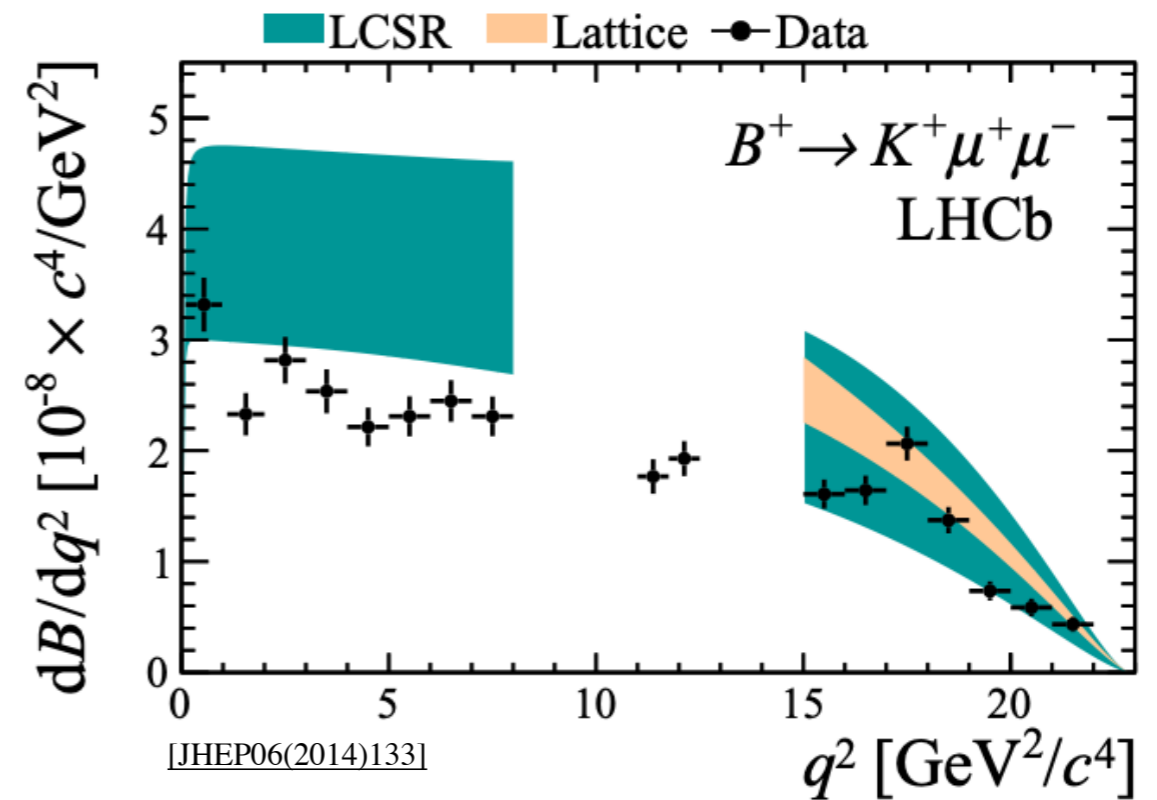 LCSR Lattice Data
B⁺ → K⁺μ⁺μ⁻
LHCb
dB/dq² [10⁻⁸ × c⁴/GeV²]
5
4
3
2
1
0
0 5 10 15 20
[JHEP06(2014)133]
q² [GeV²/c⁴]